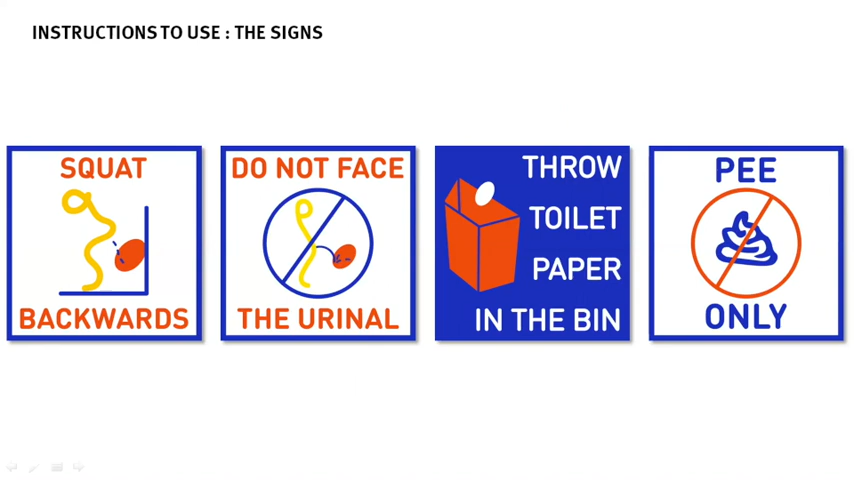 INSTRUCTIONS TO USE : THE SIGNS
SQUAT
BACKWARDS
DO NOT FACE
THE URINAL
THROW
TOILET
PAPER
IN THE BIN
PEE
ONLY